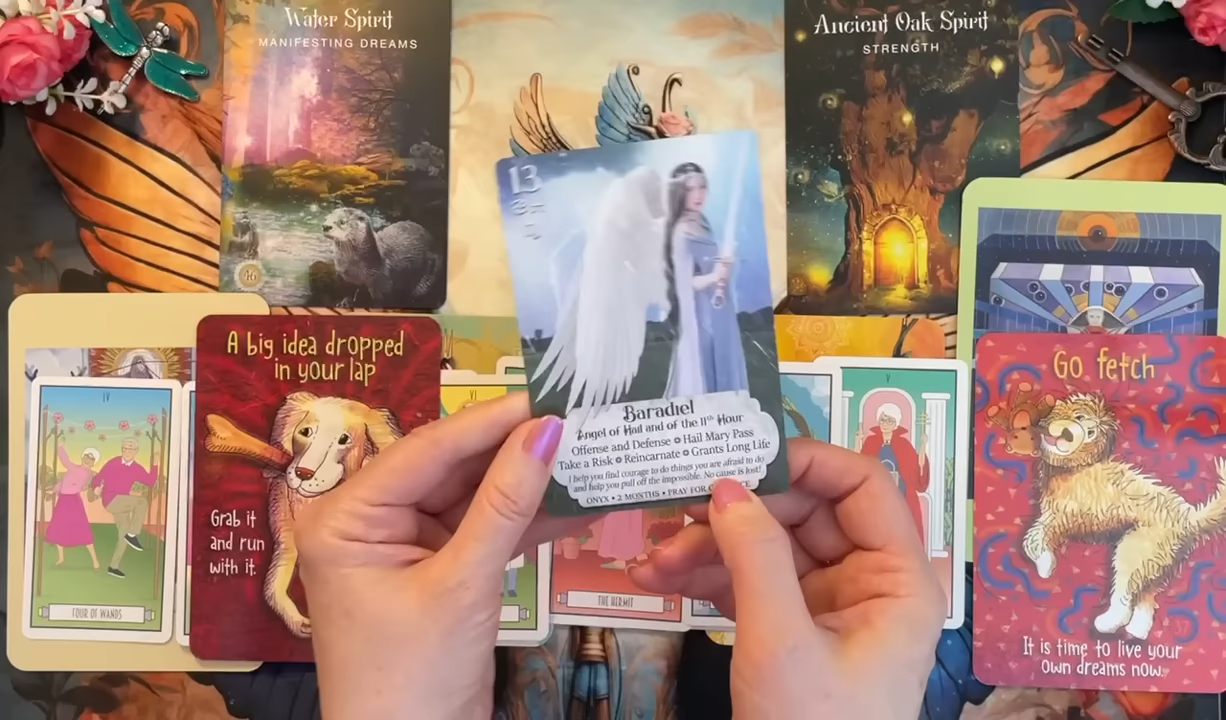 Water Spirit
MANIFESTING DREAMS
46
Ancient Oak Spirit
STRENGTH
13
Baradiel
Angel of Hail and of the 11th Hour
Offense and Defense Hail Mary Pass
Take a Risk Reincarnate Grants Long Life
I help you find courage to do things you are afraid to do
and help you pull off the impossible. No cause is lost!
ONYX • 2 MONTHS • PRAY FOR
A big idea dropped
in your lap
Grab it
and run
with it.
Go fetch
It is time to live your
own dreams now.
IV
FOUR OF WANDS
VI
THE HERMIT
V